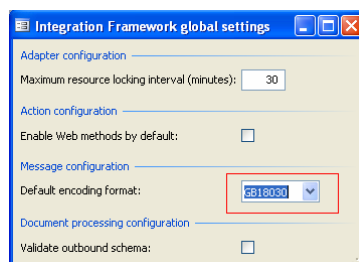 Integration Framework global settings
Adapter configuration
Maximum resource locking interval (minutes): 30
Action configuration
Enable Web methods by default:
Message configuration
Default encoding format: GB18030
Document processing configuration
Validate outbound schema: